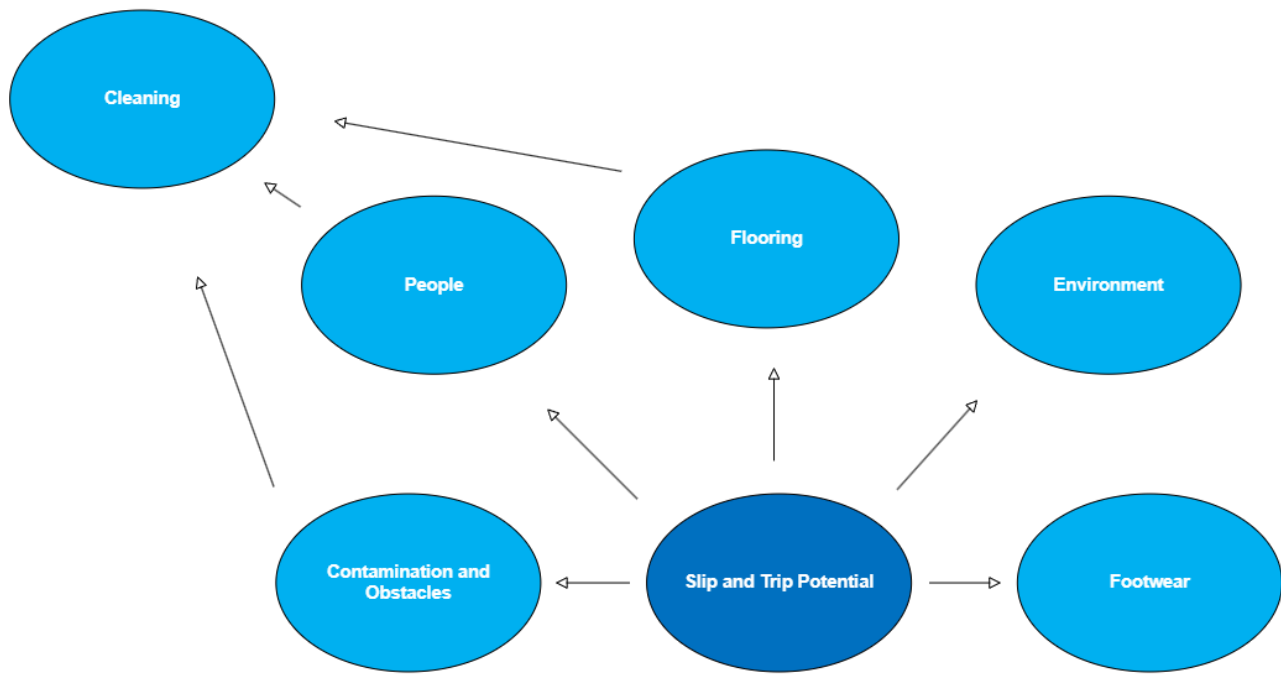 Cleaning
People
Flooring
Environment
Contamination and
Obstacles
Slip and Trip Potential
Footwear